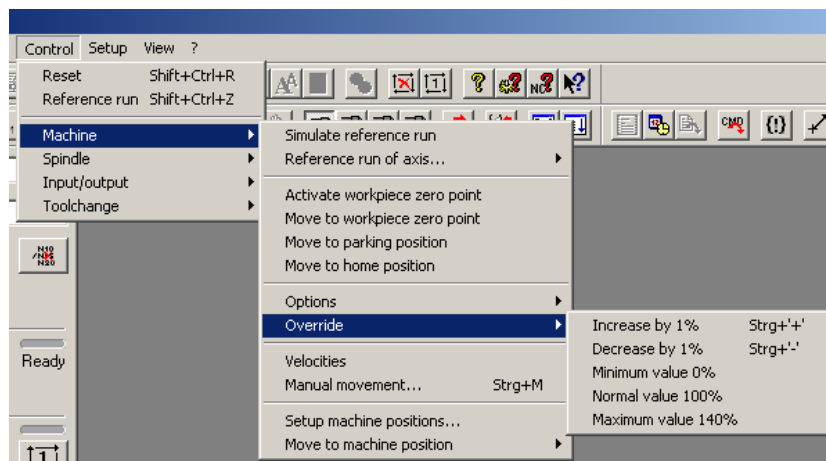 Control Setup View ?
Reset Shift+Ctrl+R
Reference run Shift+Ctrl+Z
Machine
Spindle
Input/output
Toolchange
Simulate reference run
Reference run of axis...
Activate workpiece zero point
Move to workpiece zero point
Move to parking position
Move to home position
Options
Override
Velocities
Manual movement... Strg+M
Setup machine positions...
Move to machine position
Increase by 1% Strg+'+'
Decrease by 1% Strg+'-'
Minimum value 0%
Normal value 100%
Maximum value 140%
NC
CMD
{!}
N10
N20
Ready
1